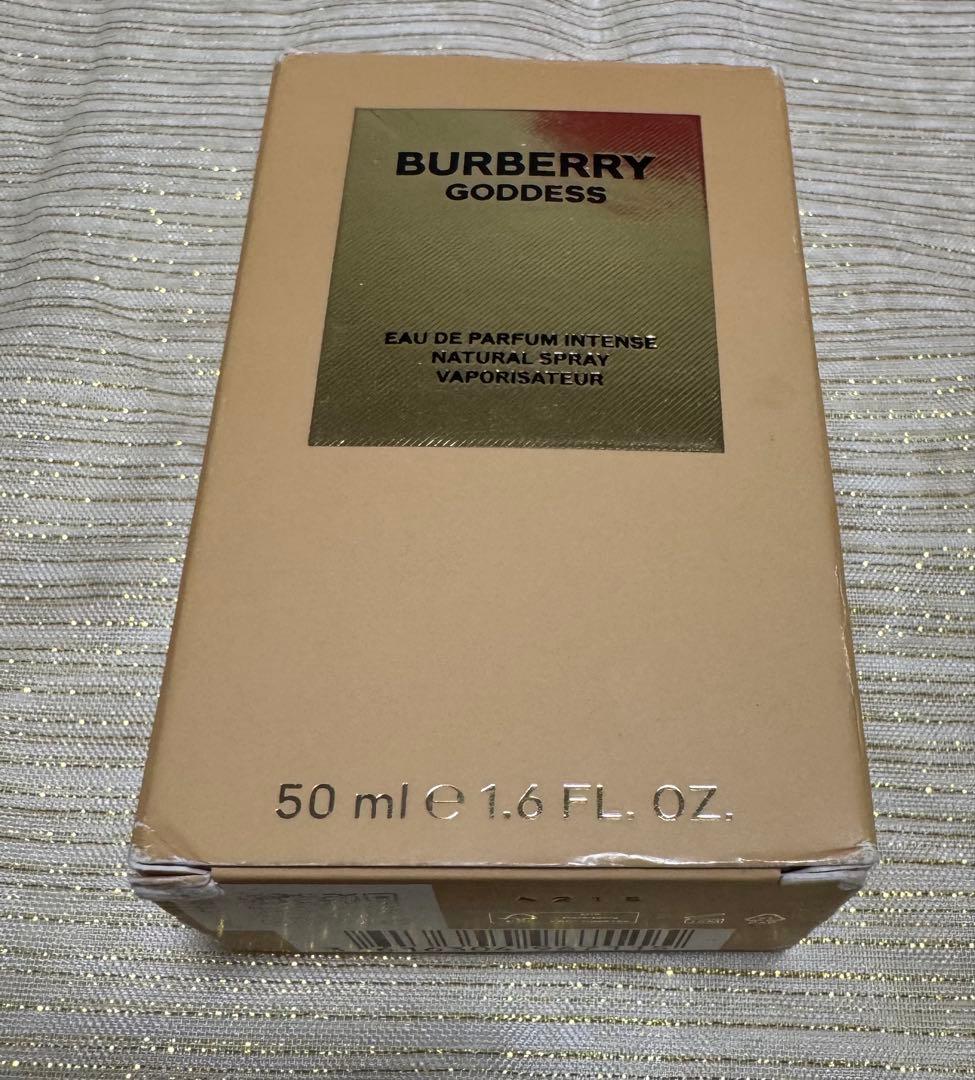 BURBERRY
GODDESS
EAU DE PARFUM INTENSE
NATURAL SPRAY
VAPORISATEUR
50 ml ℮ 1.6 FL. OZ.